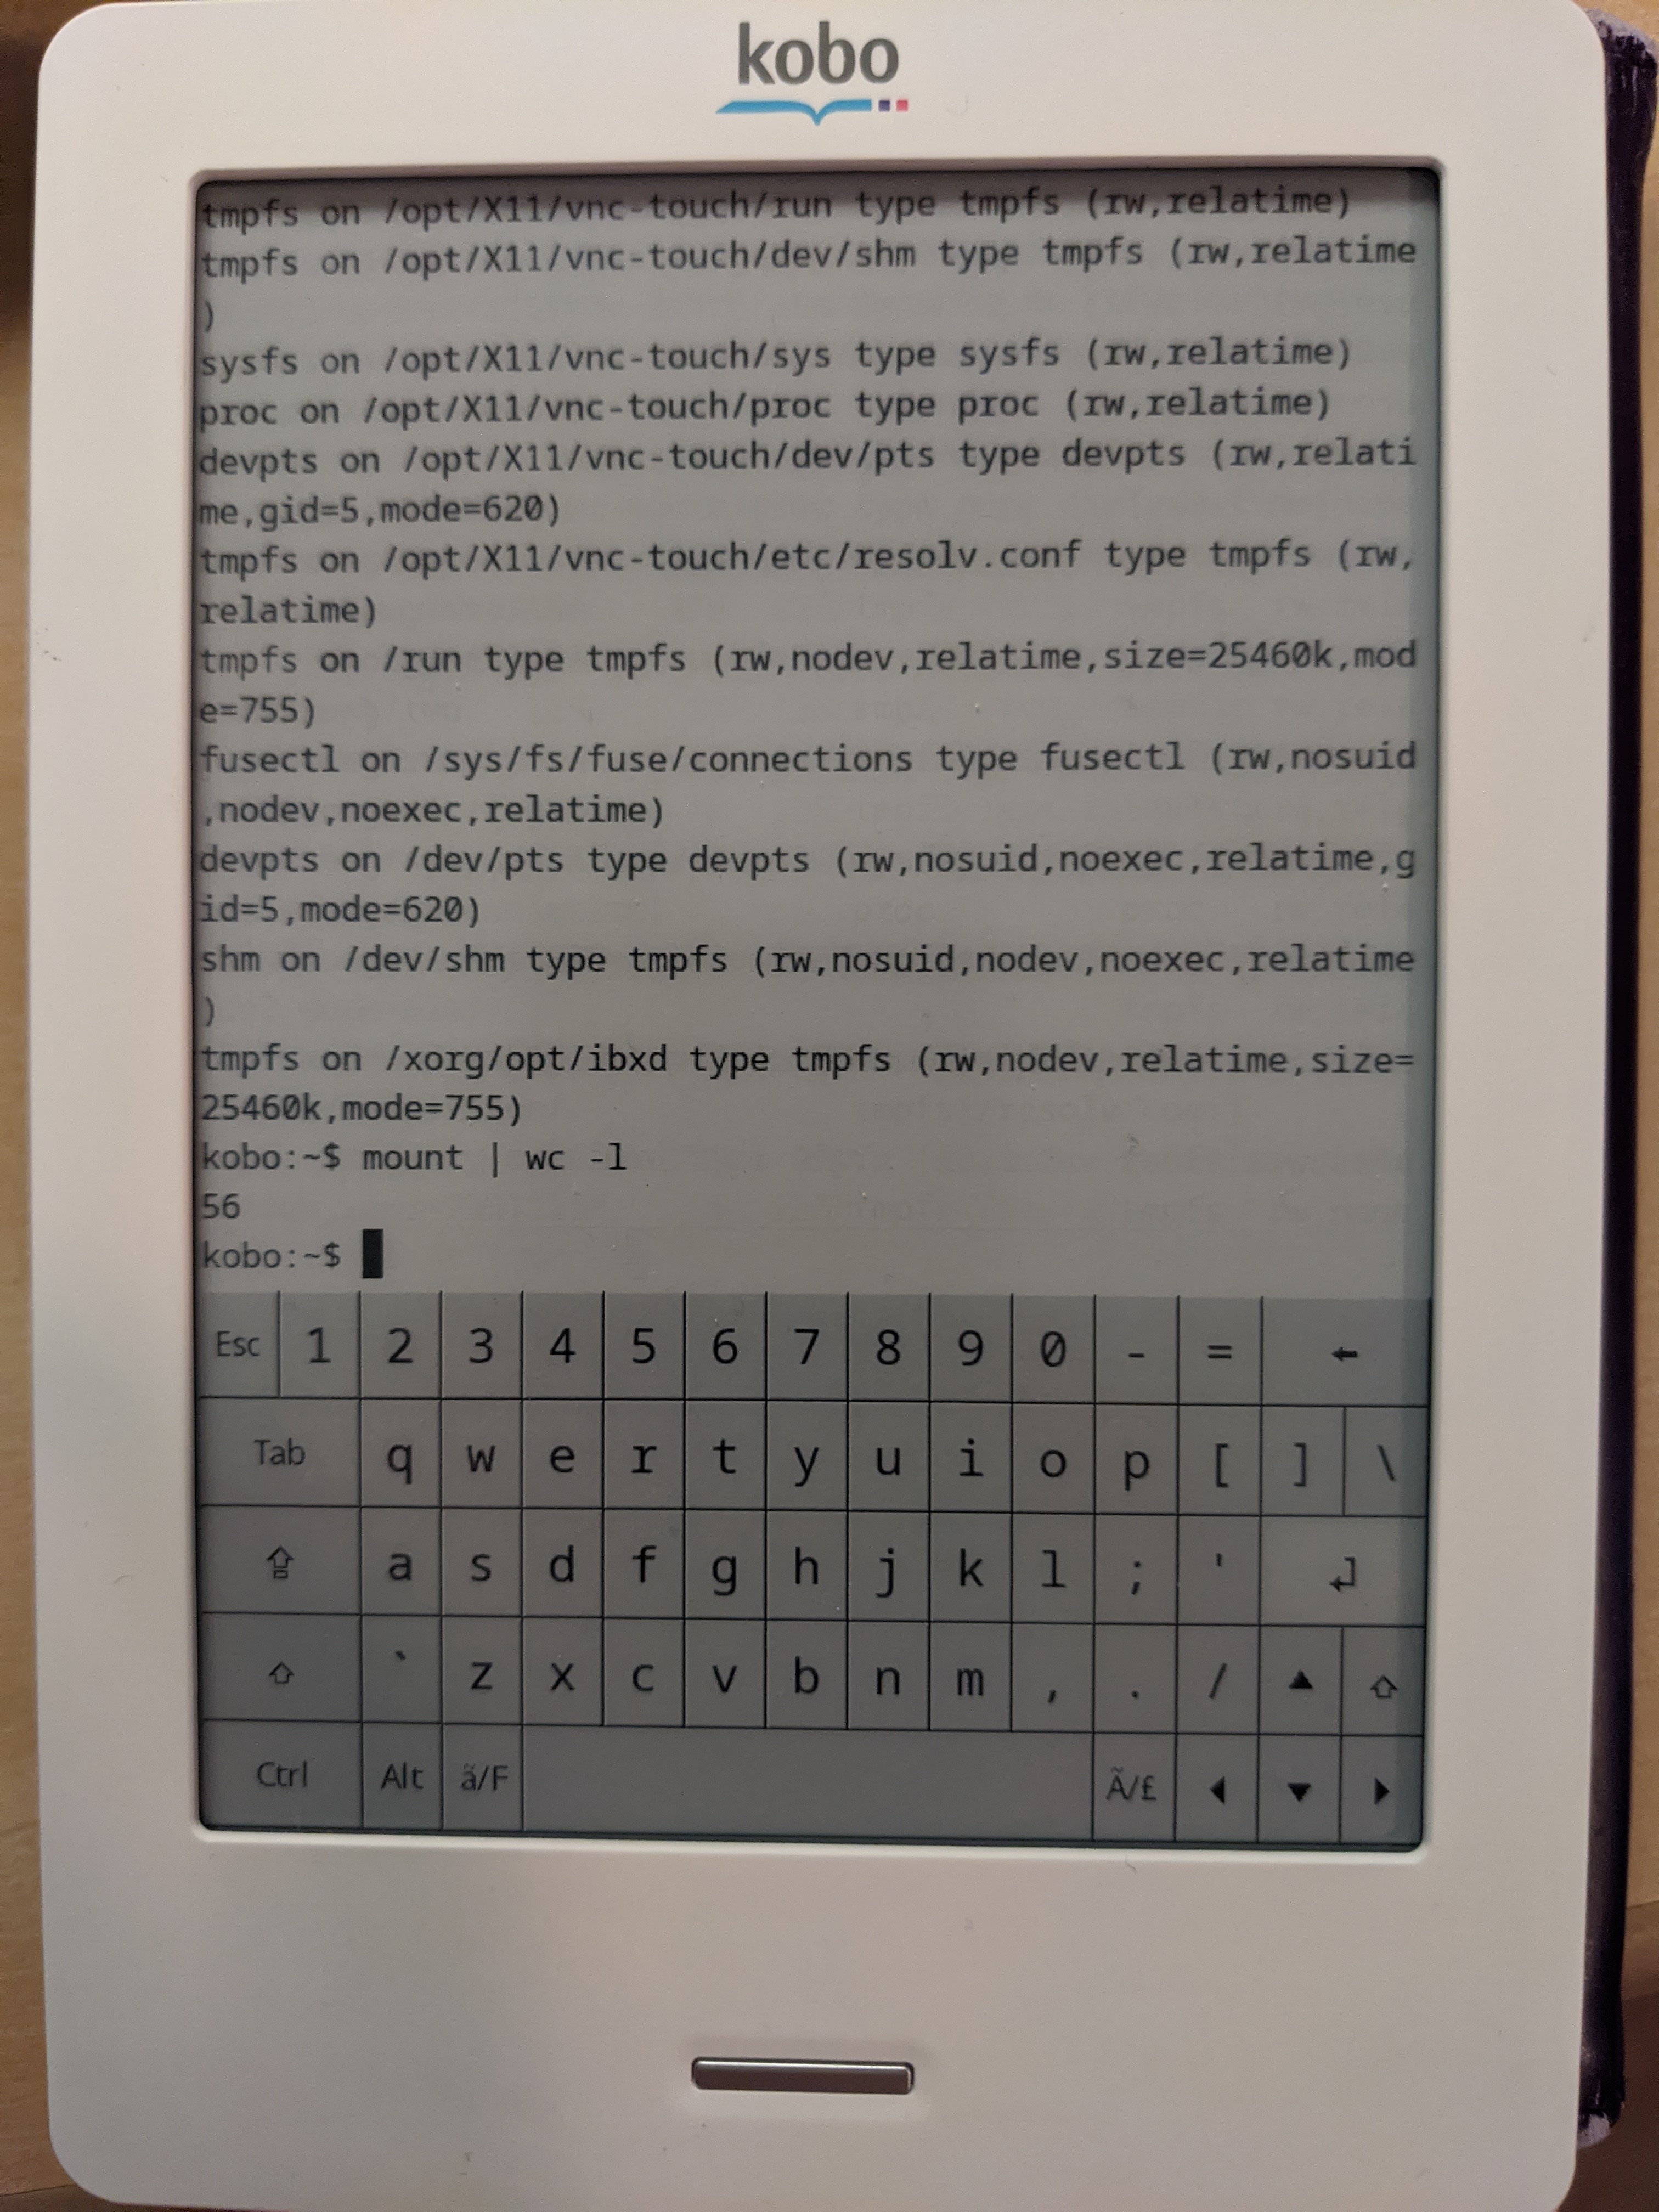 kobo
tmpfs on /opt/X11/vnc-touch/run type tmpfs (rw,relatime)
tmpfs on /opt/X11/vnc-touch/dev/shm type tmpfs (rw,relatime
)
sysfs on /opt/X11/vnc-touch/sys type sysfs (rw,relatime)
proc on /opt/X11/vnc-touch/proc type proc (rw,relatime)
devpts on /opt/X11/vnc-touch/dev/pts type devpts (rw,relati
me,gid=5,mode=620)
tmpfs on /opt/X11/vnc-touch/etc/resolv.conf type tmpfs (rw,
relatime)
tmpfs on /run type tmpfs (rw,nodev,relatime,size=25460k,mod
e=755)
fusectl on /sys/fs/fuse/connections type fusectl (rw,nosuid
,nodev,noexec,relatime)
devpts on /dev/pts type devpts (rw,nosuid,noexec,relatime,g
id=5,mode=620)
shm on /dev/shm type tmpfs (rw,nosuid,nodev,noexec,relatime
)
tmpfs on /xorg/opt/ibxd type tmpfs (rw,nodev,relatime,size=
25460k,mode=755)
kobo:~$ mount | wc -l
56
kobo:~$
Esc 1 2 3 4 5 6 7 8 9 0 - = ←
Tab q w e r t y u i o p [ ] \
a s d f g h j k l ; '
` z x c v b n m , . /
Ctrl Alt ã/F Ã/£